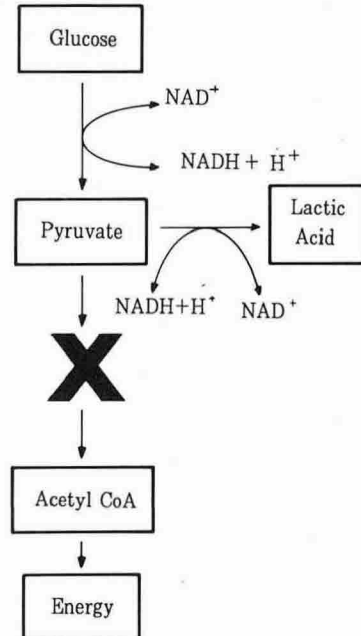 Glucose
NAD⁺
NADH + H⁺
Pyruvate
Lactic
Acid
NADH+H⁺
NAD⁺
X
Acetyl CoA
Energy